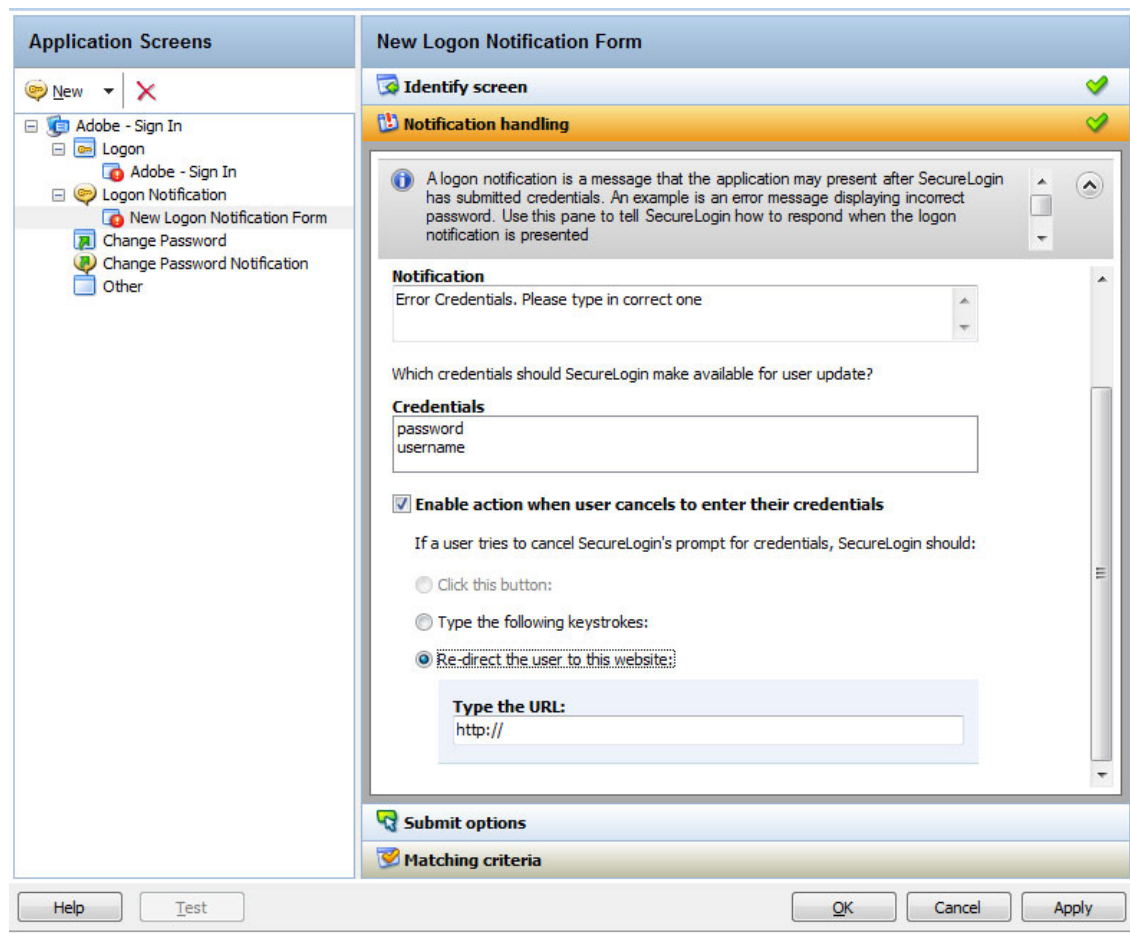 Application Screens
New
Adobe - Sign In
Logon
Adobe - Sign In
Logon Notification
New Logon Notification Form
Change Password
Change Password Notification
Other
New Logon Notification Form
Identify screen
Notification handling
A logon notification is a message that the application may present after SecureLogin
has submitted credentials. An example is an error message displaying incorrect
password. Use this pane to tell SecureLogin how to respond when the logon
notification is presented
Notification
Error Credentials. Please type in correct one
Which credentials should SecureLogin make available for user update?
Credentials
password
username
Enable action when user cancels to enter their credentials
If a user tries to cancel SecureLogin's prompt for credentials, SecureLogin should:
Click this button:
Type the following keystrokes:
Re-direct the user to this website:
Type the URL:
http://
Submit options
Matching criteria
Help
Test
OK
Cancel
Apply